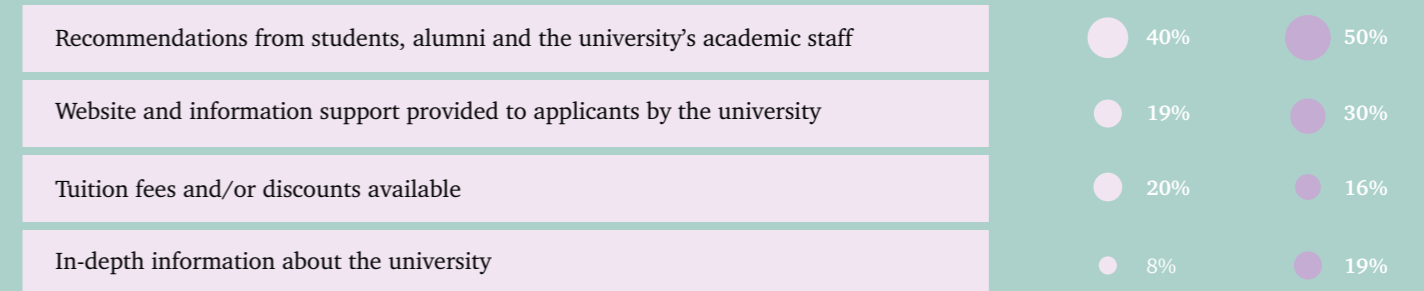 Recommendations from students, alumni and the university’s academic staff 40% 50%
Website and information support provided to applicants by the university 19% 30%
Tuition fees and/or discounts available 20% 16%
In-depth information about the university 8% 19%